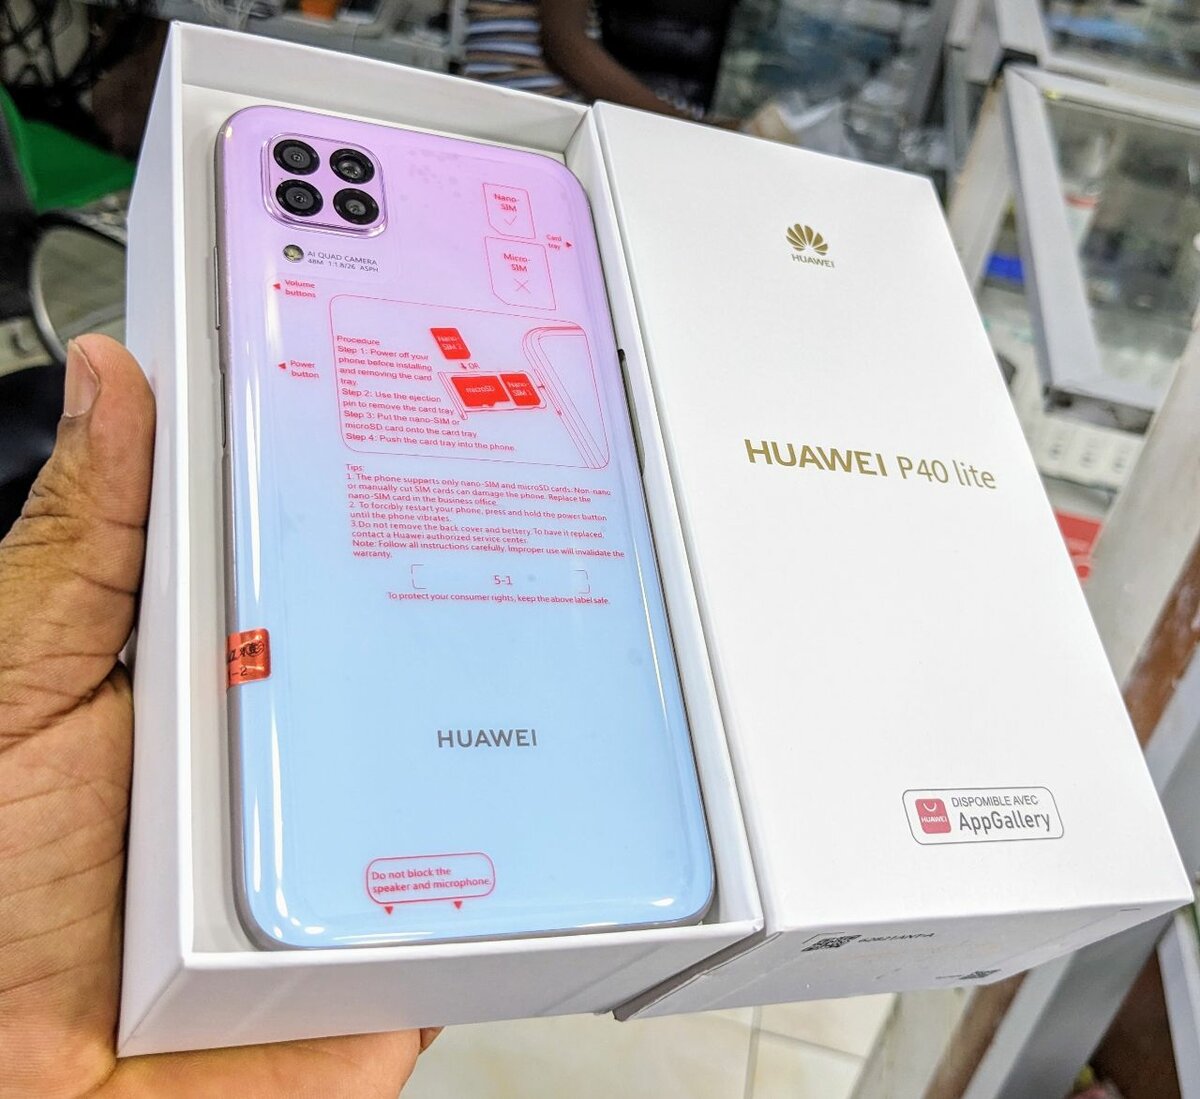 AI QUAD CAMERA
48M 1:1.8/26 ASPH
Nano-
SIM
Card
tray
Micro-
SIM
Volume
buttons
Power
button
Procedure
Step 1: Power off your
phone before installing
and removing the card
tray.
Step 2: Use the ejection
pin to remove the card tray
Step 3: Put the nano-SIM or
microSD card onto the card tray
Step 4: Push the card tray into the phone.
Nano-
SIM 2
OR
microSD
Nano-
SIM 1
Tips:
1. The phone supports only nano-SIM and microSD cards. Non-nano
or manually cut SIM cards can damage the phone. Replace the
nano-SIM card in the business office.
2. To forcibly restart your phone, press and hold the power button
until the phone vibrates.
3.Do not remove the back cover and bettery. To have it replaced,
contact a Huawei authorized service center.
Note: Follow all instructions carefully. Improper use will invalidate the
warranty.
5-1
To protect your consumer rights, keep the above label safe.
HUAWEI
Do not block the
speaker and microphone.
HUAWEI
HUAWEI P40 lite
HUAWEI
DISPOMIBLE AVEC
AppGallery